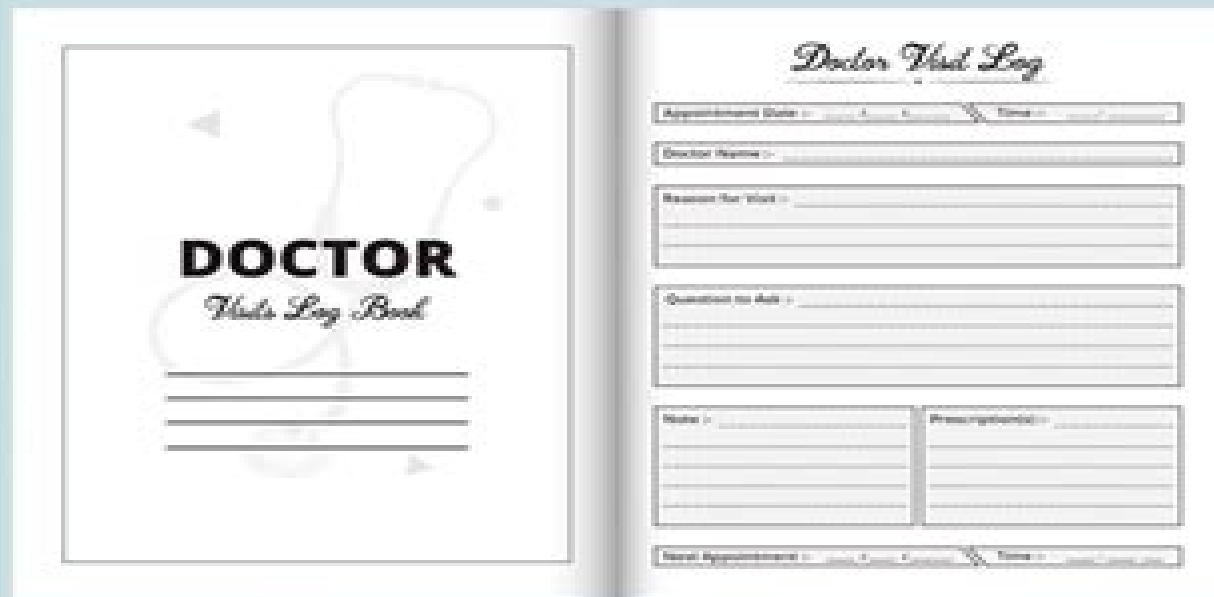 DOCTOR
Visits Log Book
Doctor Visit Log
Appointment Date :- Time :-
Doctor Name :-
Reason for Visit :-
Question to Ask :-
Note :- Prescription(s) :-
Next Appointment :- Time :-